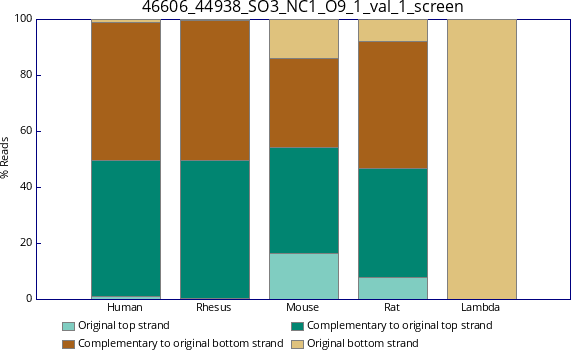 46606_44938_SO3_NC1_O9_1_val_1_screen
100
80
60
40
20
0
% Reads
Human Rhesus Mouse Rat Lambda
Original top strand Complementary to original top strand
Complementary to original bottom strand Original bottom strand